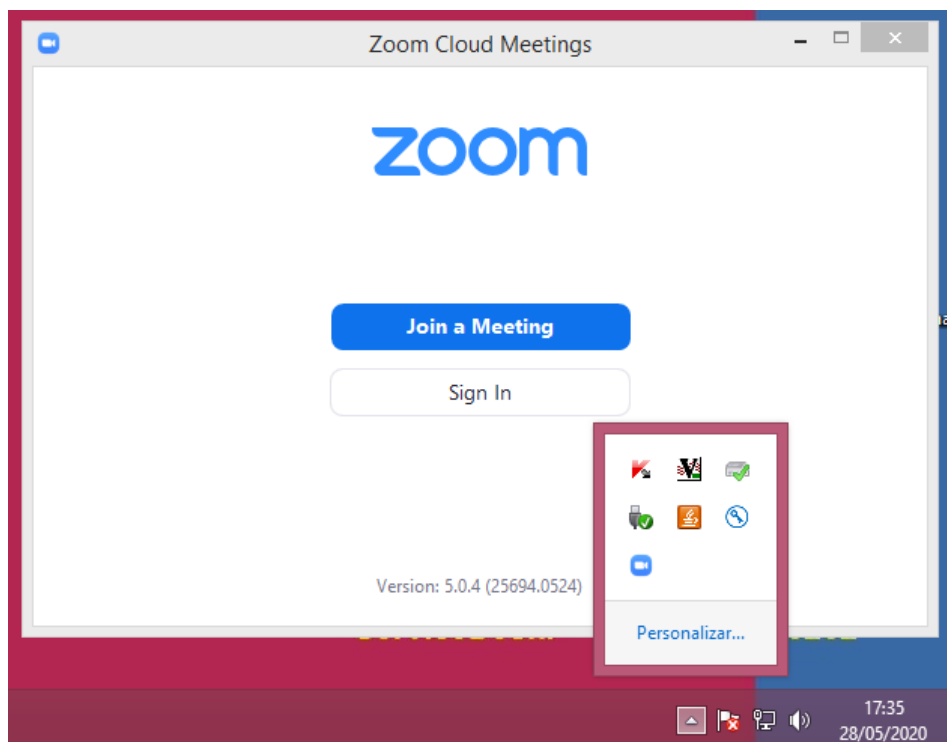 Zoom Cloud Meetings
zoom
Join a Meeting
Sign In
Version: 5.0.4 (25694.0524)
Personalizar...
17:35
28/05/2020